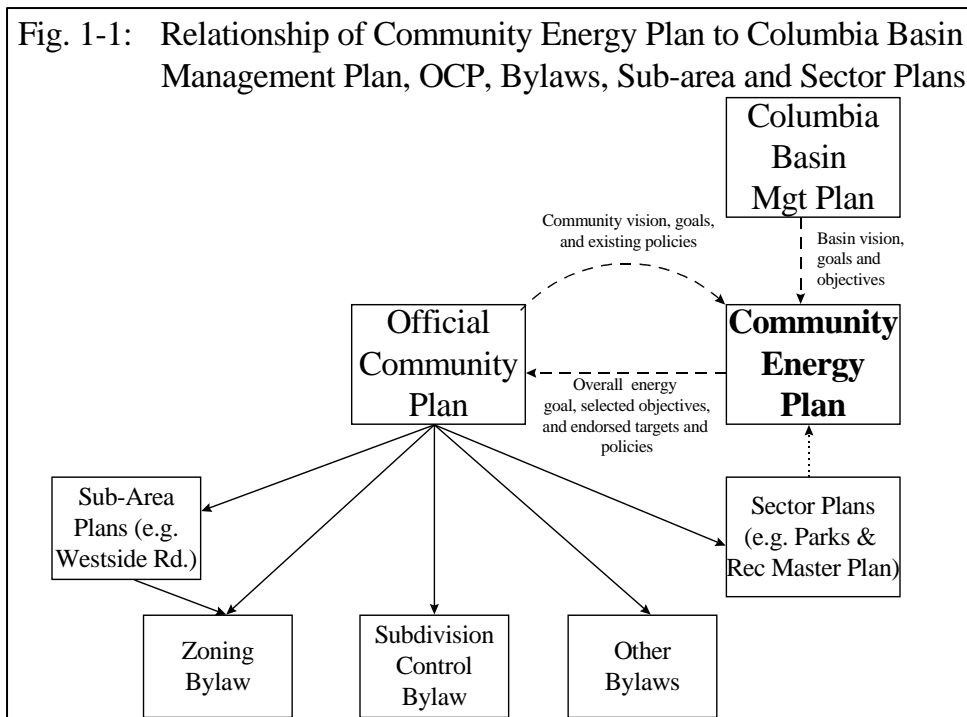 Fig. 1-1: Relationship of Community Energy Plan to Columbia Basin
Management Plan, OCP, Bylaws, Sub-area and Sector Plans
Columbia
Basin
Mgt Plan
Community vision, goals,
and existing policies
Basin vision,
goals and
objectives
Official
Community
Plan
Community
Energy
Plan
Overall energy
goal, selected objectives,
and endorsed targets and
policies
Sub-Area
Plans (e.g.
Westside Rd.)
Sector Plans
(e.g. Parks &
Rec Master Plan)
Zoning
Bylaw
Subdivision
Control
Bylaw
Other
Bylaws